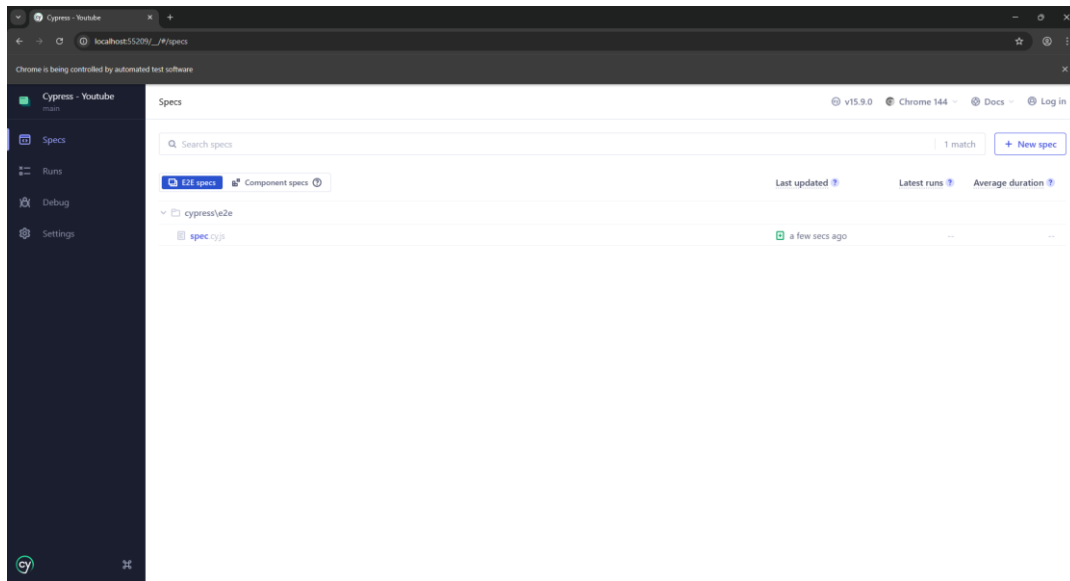 Cypress - Youtube
localhost:55209/__/#/specs
Chrome is being controlled by automated test software
Cypress - Youtube
main
Specs
Runs
Debug
Settings
cy
Specs
v15.9.0 Chrome 144 Docs Log in
Search specs 1 match + New spec
E2E specs Component specs Last updated Latest runs Average duration
cypress\e2e
spec.cy.js a few secs ago -- --